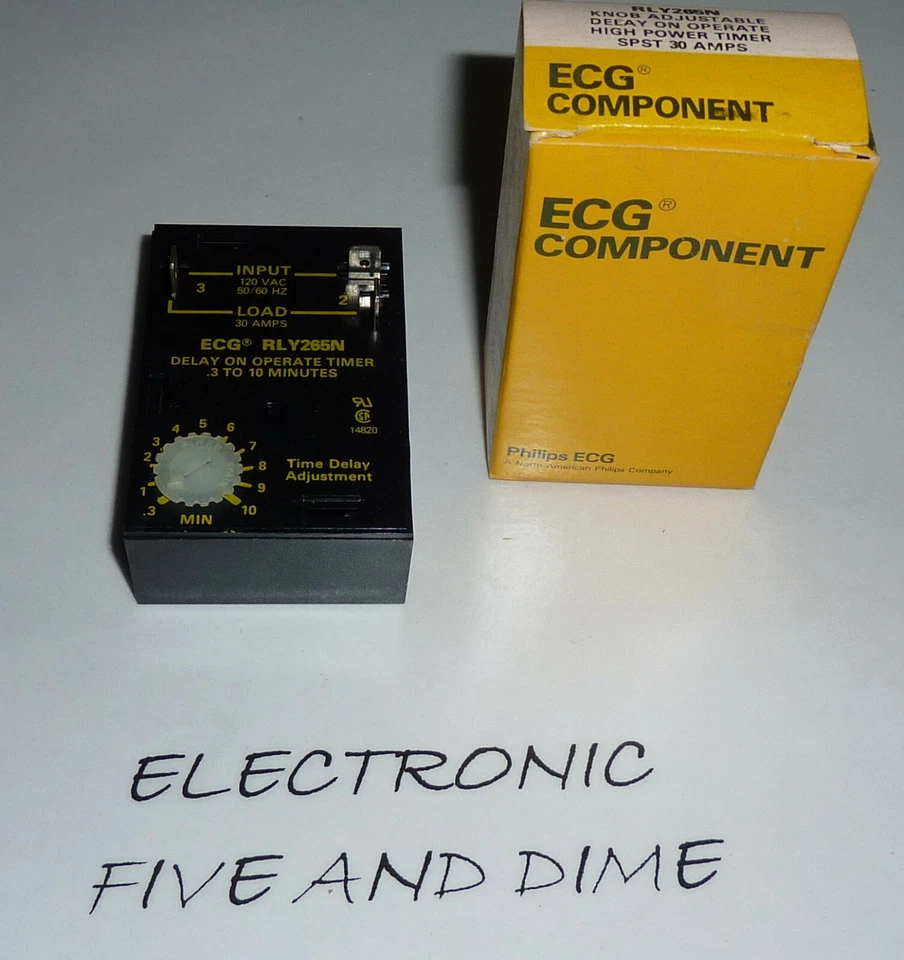 RLY265N
KNOB ADJUSTABLE
DELAY ON OPERATE
HIGH POWER TIMER
SPST 30 AMPS
ECG®
COMPONENT
ECG®
COMPONENT
Philips ECG
A North American Philips Company
INPUT
120 VAC
50/60 HZ
3
2
LOAD
30 AMPS
ECG® RLY265N
DELAY ON OPERATE TIMER
.3 TO 10 MINUTES
14820
.3 1 2 3 4 5 6 7 8 9 10
MIN
Time Delay
Adjustment
ELECTRONIC
FIVE AND DIME